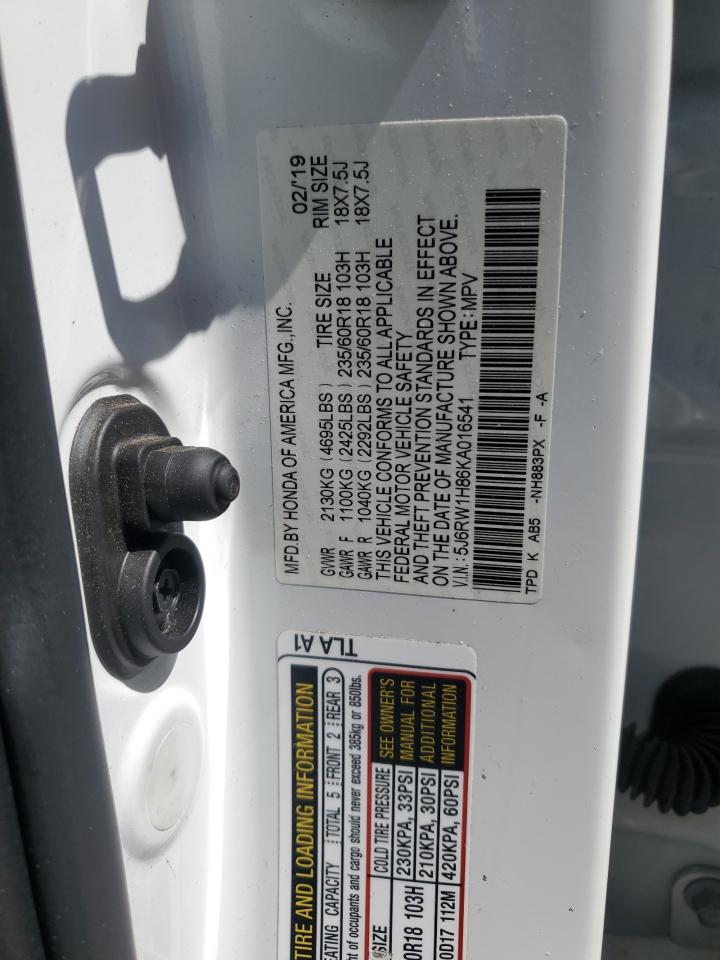 MFD.BY HONDA OF AMERICA MFG.,INC. 02/'19
GVWR 2130KG (4695LBS) TIRE SIZE RIM SIZE
GAWR F 1100KG (2425LBS) 235/60R18 103H 18X7.5J
GAWR R 1040KG (2292LBS) 235/60R18 103H 18X7.5J
THIS VEHICLE CONFORMS TO ALL APPLICABLE
FEDERAL MOTOR VEHICLE SAFETY
AND THEFT PREVENTION STANDARDS IN EFFECT
ON THE DATE OF MANUFACTURE SHOWN ABOVE.
V.I.N.: 5J6RW1H86KA016541 TYPE: MPV
TPD K AB5 -NH883PX -F -A
TLA A1
TIRE AND LOADING INFORMATION
EATING CAPACITY TOTAL 5 FRONT 2 REAR 3
of occupants and cargo should never exceed 385kg or 850lbs.
SIZE COLD TIRE PRESSURE SEE OWNER'S
0R18 103H 230KPA, 33PSI MANUAL FOR
210KPA, 30PSI ADDITIONAL
0D17 112M 420KPA, 60PSI INFORMATION